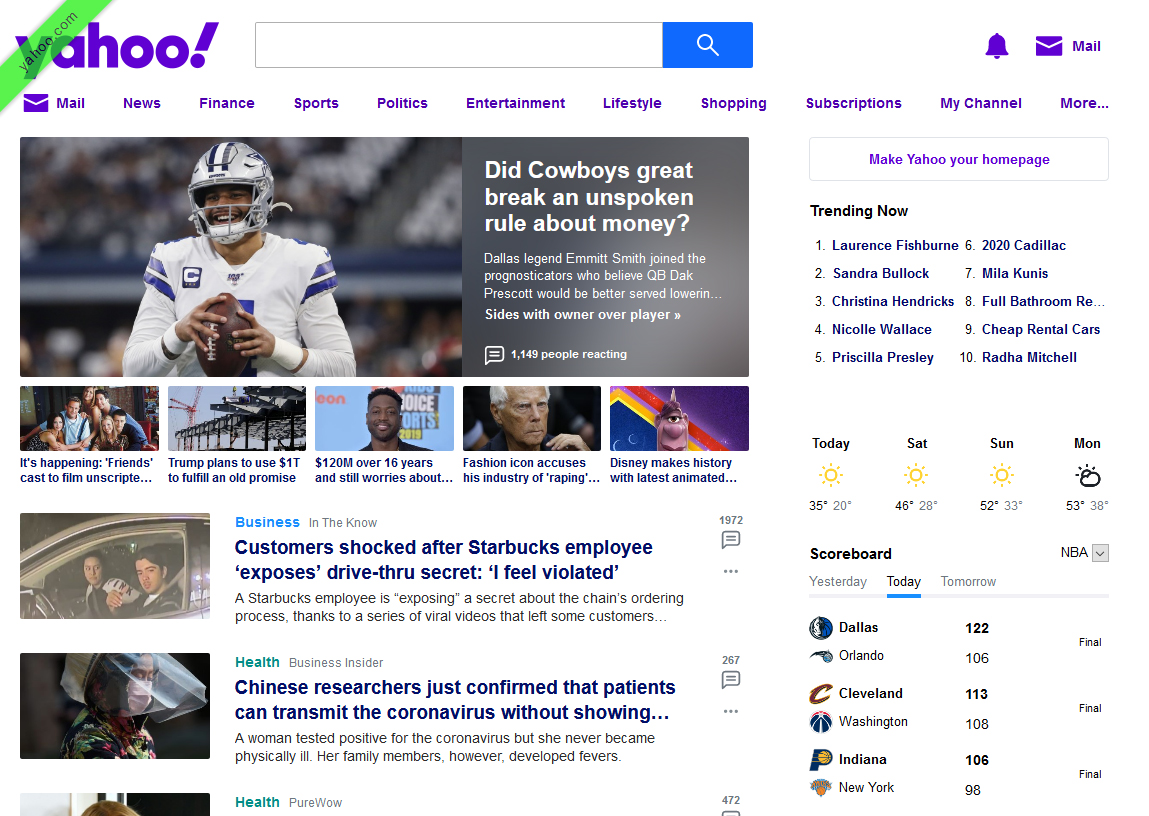 yahoo.com
yahoo!
Mail
Mail
News
Finance
Sports
Politics
Entertainment
Lifestyle
Shopping
Subscriptions
My Channel
More...
Did Cowboys great
break an unspoken
rule about money?
Dallas legend Emmitt Smith joined the
prognosticators who believe QB Dak
Prescott would be better served lowerin…
Sides with owner over player »
1,149 people reacting
It's happening: 'Friends'
cast to film unscripte…
Trump plans to use $1T
to fulfill an old promise
$120M over 16 years
and still worries about…
Fashion icon accuses
his industry of 'raping'…
Disney makes history
with latest animated…
Business In The Know
1972
Customers shocked after Starbucks employee
‘exposes’ drive-thru secret: ‘I feel violated’
A Starbucks employee is “exposing” a secret about the chain’s ordering
process, thanks to a series of viral videos that left some customers…
Health Business Insider
267
Chinese researchers just confirmed that patients
can transmit the coronavirus without showing…
A woman tested positive for the coronavirus but she never became
physically ill. Her family members, however, developed fevers.
Health PureWow
472
Make Yahoo your homepage
Trending Now
1. Laurence Fishburne
2. Sandra Bullock
3. Christina Hendricks
4. Nicolle Wallace
5. Priscilla Presley
6. 2020 Cadillac
7. Mila Kunis
8. Full Bathroom Re…
9. Cheap Rental Cars
10. Radha Mitchell
Today Sat Sun Mon
35° 20° 46° 28° 52° 33° 53° 38°
Scoreboard NBA
Yesterday Today Tomorrow
Dallas 122
Orlando 106
Final
Cleveland 113
Washington 108
Final
Indiana 106
New York 98
Final